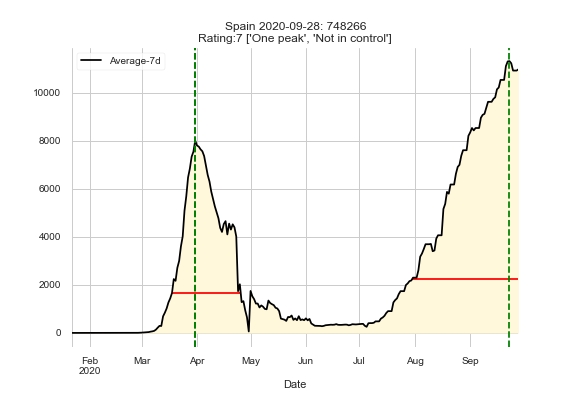 Spain 2020-09-28: 748266
Rating:7 ['One peak', 'Not in control']
Average-7d
10000
8000
6000
4000
2000
0
Feb Mar Apr May Jun Jul Aug Sep
2020
Date